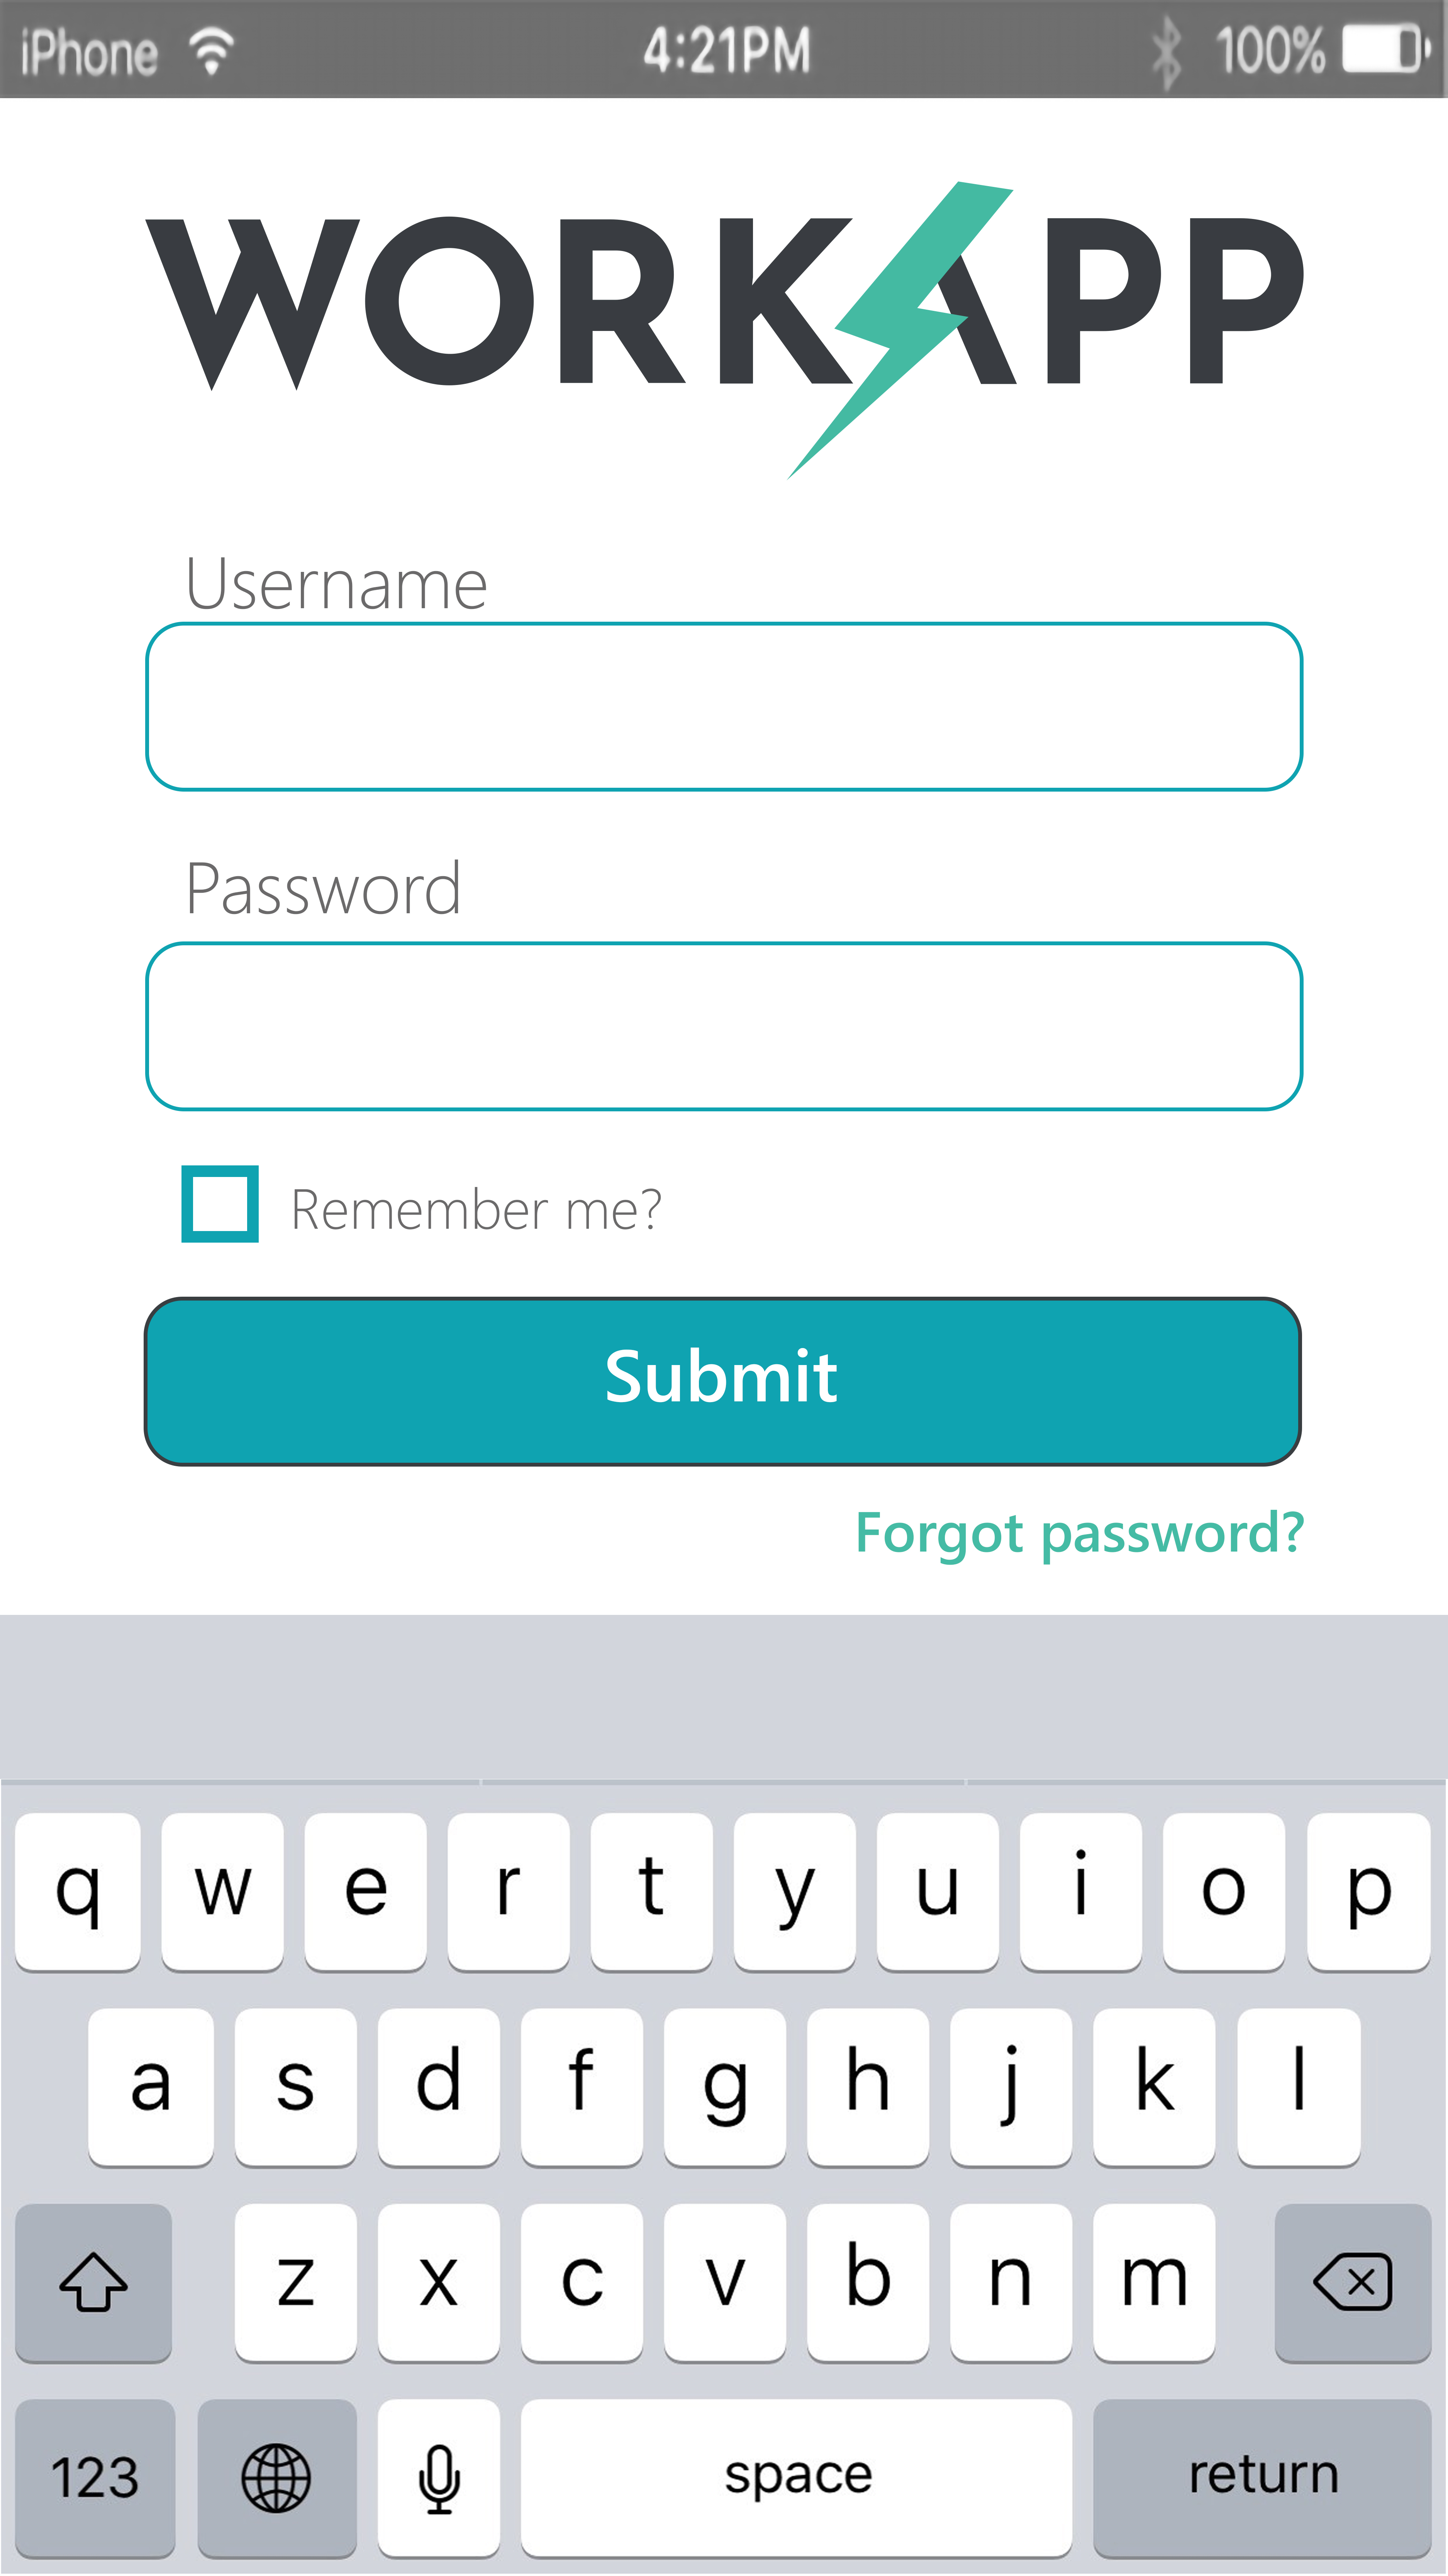 iPhone 4:21PM 100%
WORKAPP
Username
Password
Remember me?
Submit
Forgot password?
q w e r t y u i o p
a s d f g h j k l
z x c v b n m
123 space return